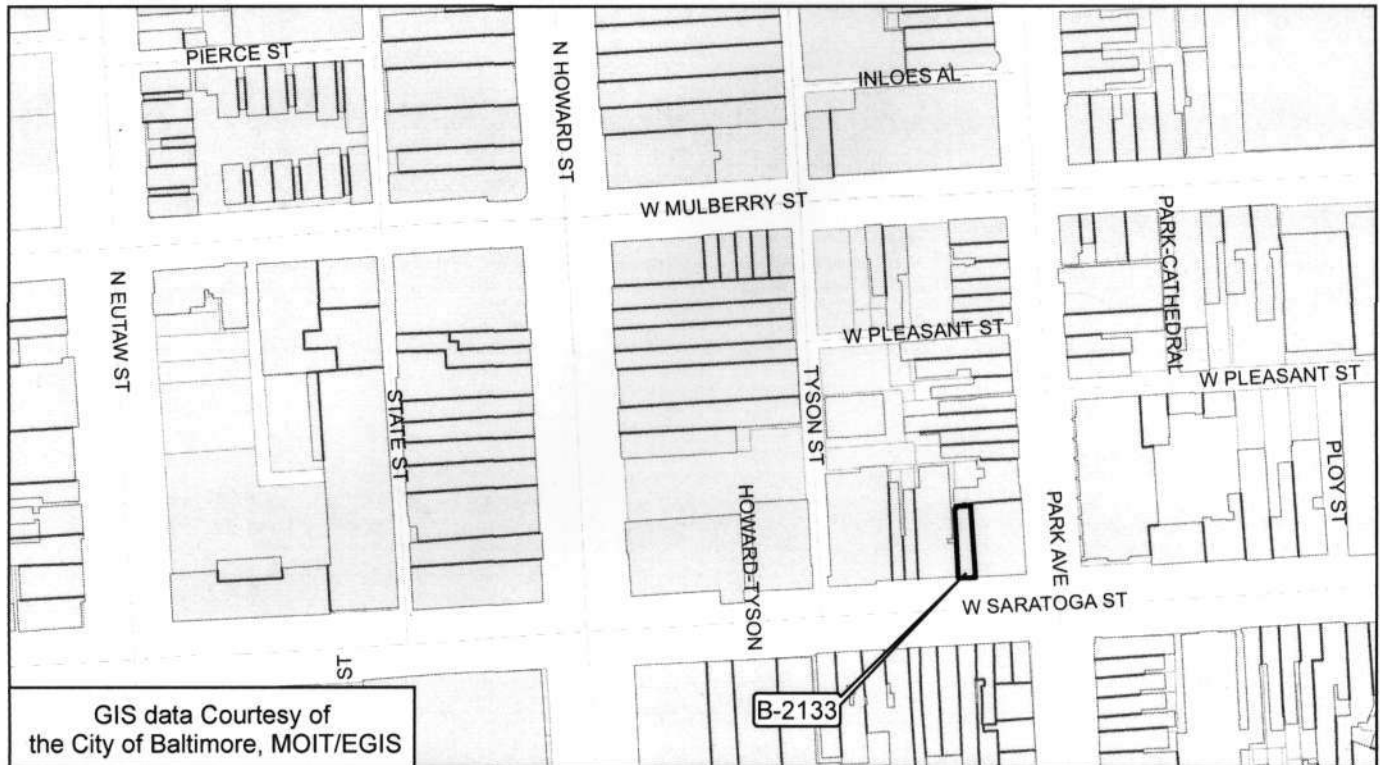 PIERCE ST
N HOWARD ST
INLOES AL
W MULBERRY ST
PARK-CATHEDRAL
N EUTAW ST
W PLEASANT ST
W PLEASANT ST
TYSON ST
STATE ST
PLOY ST
HOWARD-TYSON
PARK AVE
W SARATOGA ST
ST
B-2133
GIS data Courtesy of
the City of Baltimore, MOIT/EGIS